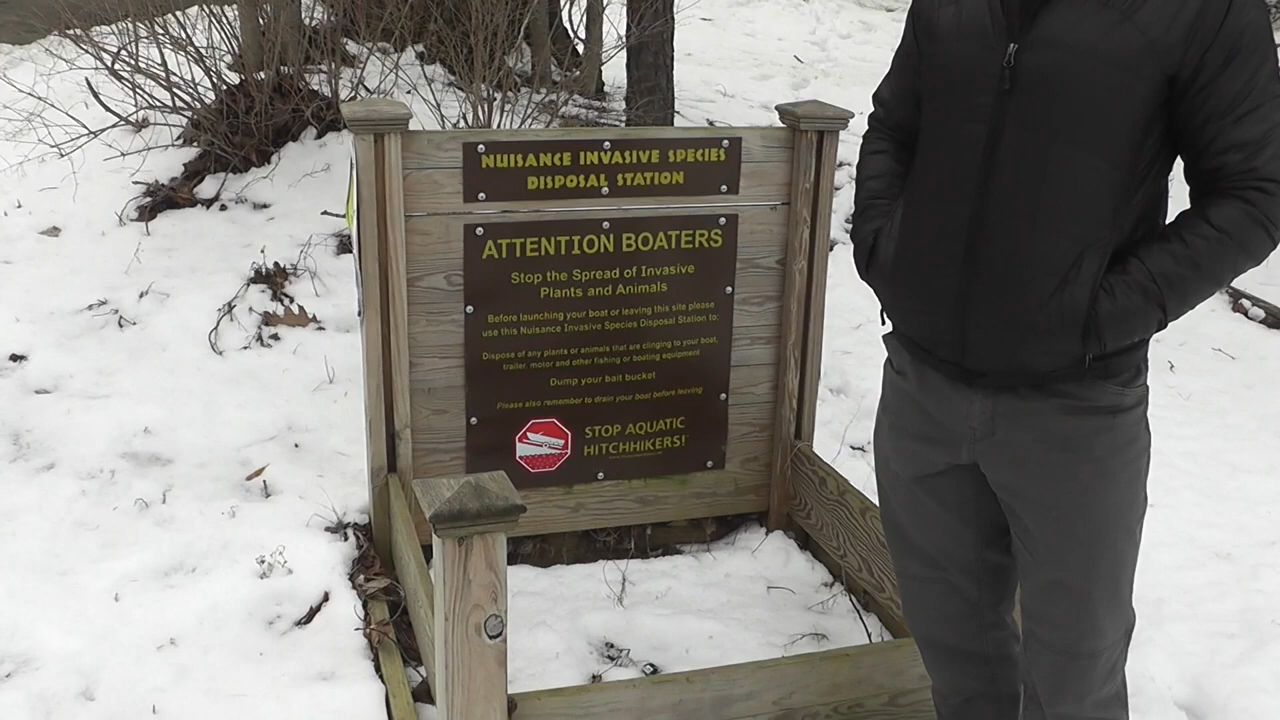 NUISANCE INVASIVE SPECIES
DISPOSAL STATION
ATTENTION BOATERS
Stop the Spread of Invasive
Plants and Animals
Before launching your boat or leaving this site please
use this Nuisance Invasive Species Disposal Station to:
Dispose of any plants or animals that are clinging to your boat,
trailer, motor and other fishing or boating equipment
Dump your bait bucket
Please also remember to drain your boat before leaving
STOP AQUATIC
HITCHHIKERS!